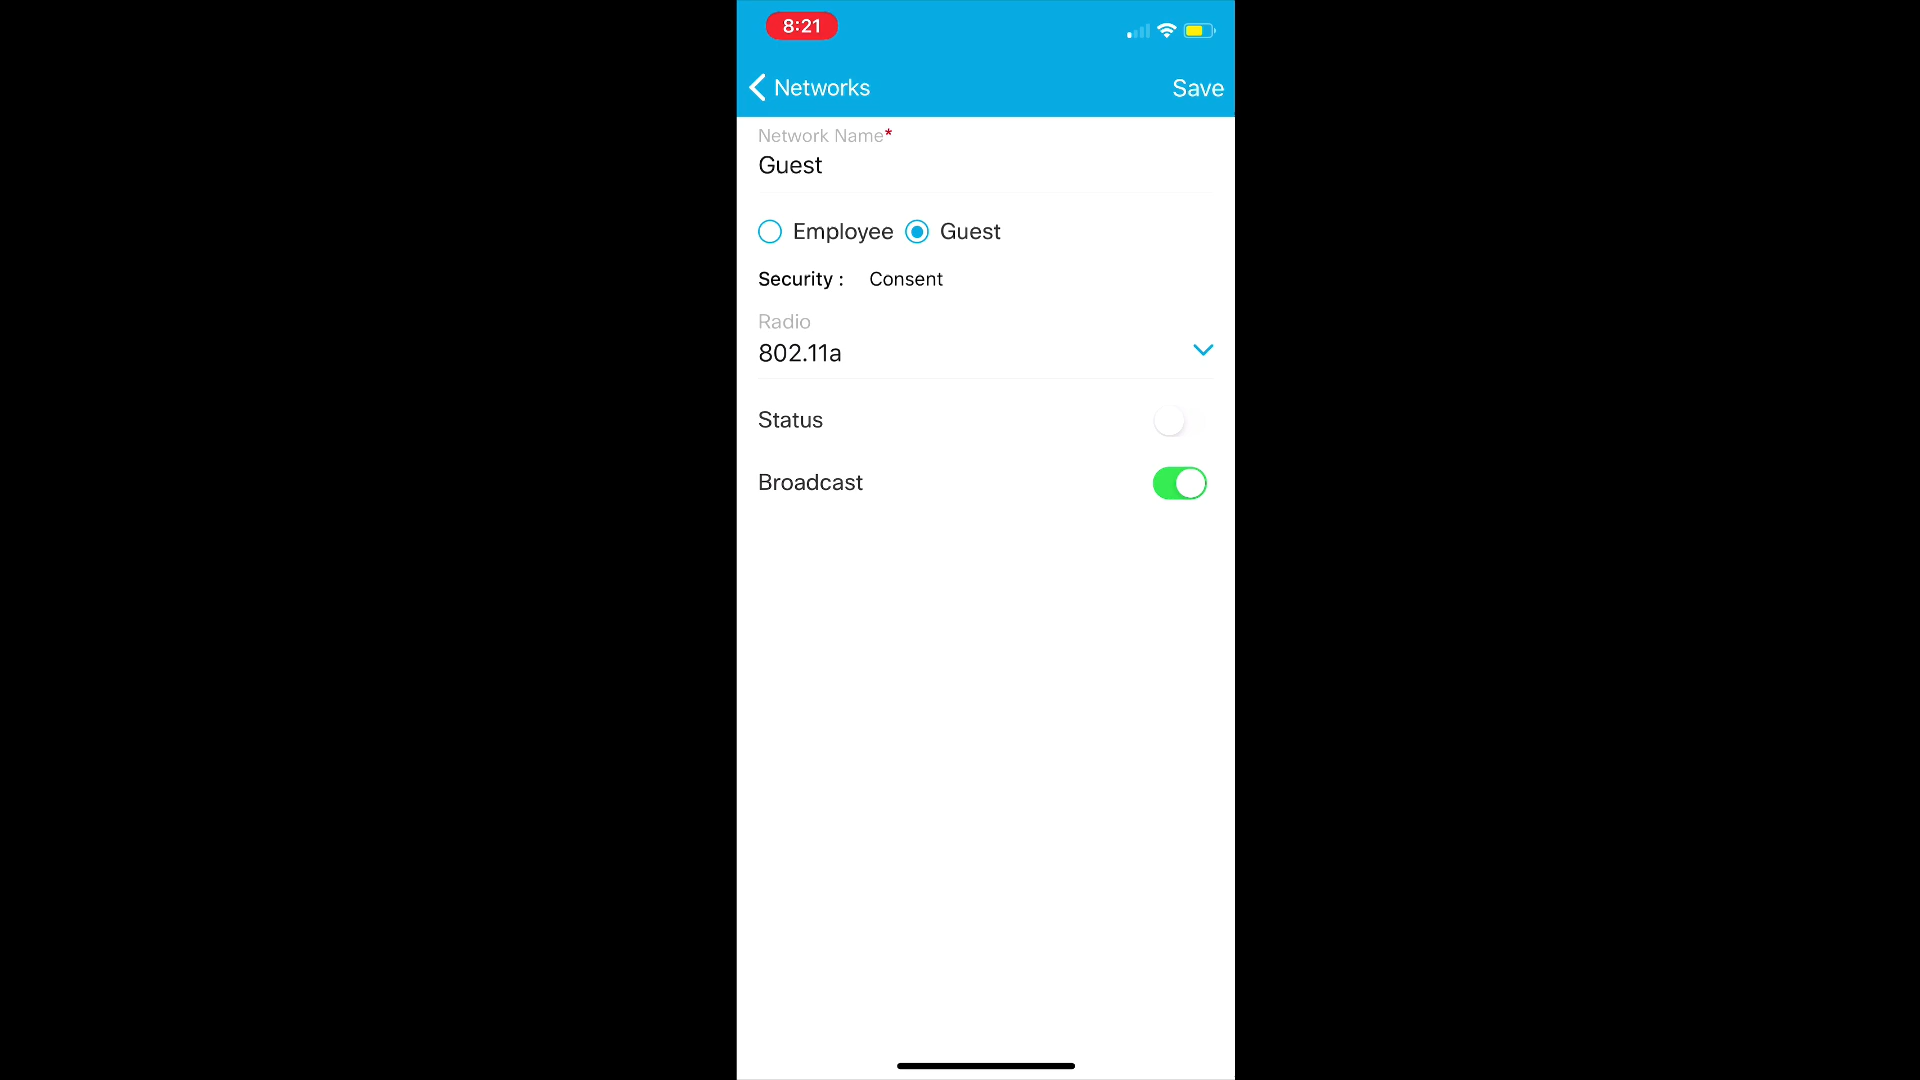 8:21
Networks
Save
Network Name*
Guest
Employee
Guest
Security : Consent
Radio
802.11a
Status
Broadcast